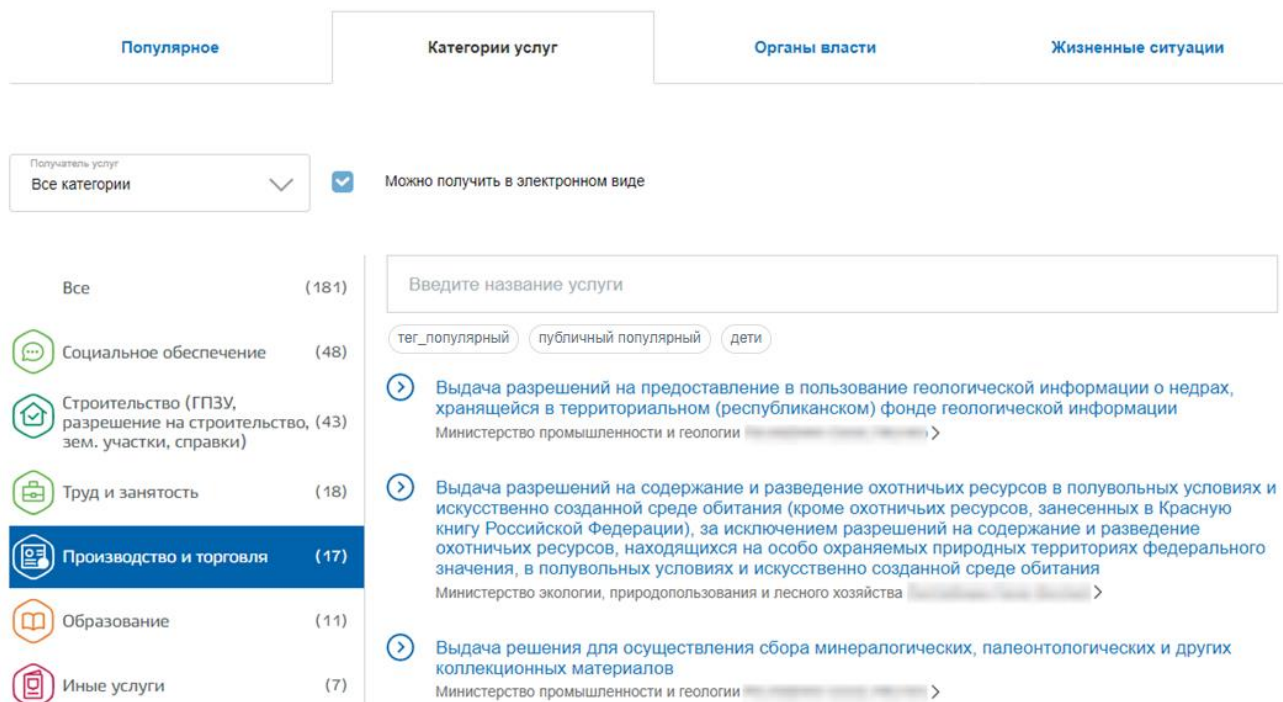 Популярное
Категории услуг
Органы власти
Жизненные ситуации
Получатель услуг
Все категории
Можно получить в электронном виде
Все (181)
Социальное обеспечение (48)
Строительство (ГПЗУ,
разрешение на строительство, (43)
зем. участки, справки)
Труд и занятость (18)
Производство и торговля (17)
Образование (11)
Иные услуги (7)
Введите название услуги
тег_популярный
публичный популярный
дети
Выдача разрешений на предоставление в пользование геологической информации о недрах,
хранящейся в территориальном (республиканском) фонде геологической информации
Министерство промышленности и геологии
Выдача разрешений на содержание и разведение охотничьих ресурсов в полувольных условиях и
искусственно созданной среде обитания (кроме охотничьих ресурсов, занесенных в Красную
книгу Российской Федерации), за исключением разрешений на содержание и разведение
охотничьих ресурсов, находящихся на особо охраняемых природных территориях федерального
значения, в полувольных условиях и искусственно созданной среде обитания
Министерство экологии, природопользования и лесного хозяйства
Выдача решения для осуществления сбора минералогических, палеонтологических и других
коллекционных материалов
Министерство промышленности и геологии